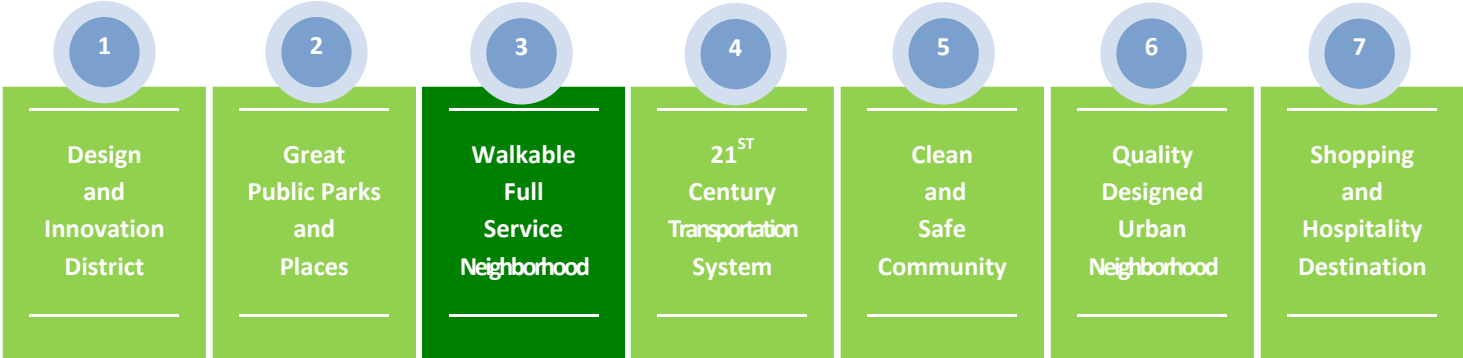 1
Design
and
Innovation
District
2
Great
Public Parks
and
Places
3
Walkable
Full
Service
Neighborhood
4
21ST
Century
Transportation
System
5
Clean
and
Safe
Community
6
Quality
Designed
Urban
Neighborhood
7
Shopping
and
Hospitality
Destination